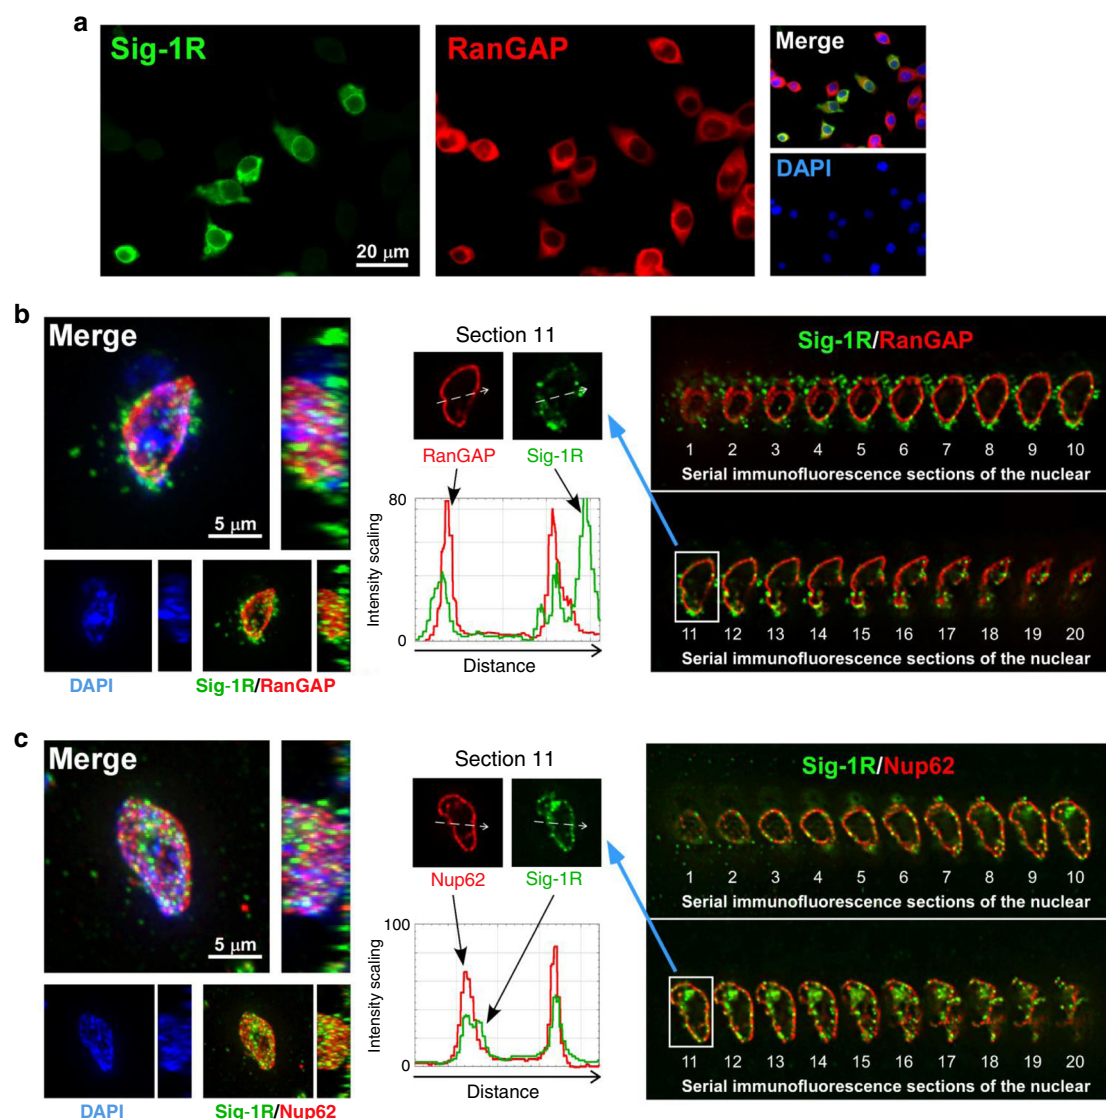 a
Sig-1R
RanGAP
Merge
DAPI
20 μm
b
Merge
5 μm
DAPI
Sig-1R/RanGAP
Section 11
RanGAP
Sig-1R
80
0
Intensity scaling
Distance
Sig-1R/RanGAP
1 2 3 4 5 6 7 8 9 10
Serial immunofluorescence sections of the nuclear
11 12 13 14 15 16 17 18 19 20
Serial immunofluorescence sections of the nuclear
c
Merge
5 μm
DAPI
Sig-1R/Nup62
Section 11
Nup62
Sig-1R
100
0
Intensity scaling
Distance
Sig-1R/Nup62
1 2 3 4 5 6 7 8 9 10
Serial immunofluorescence sections of the nuclear
11 12 13 14 15 16 17 18 19 20
Serial immunofluorescence sections of the nuclear